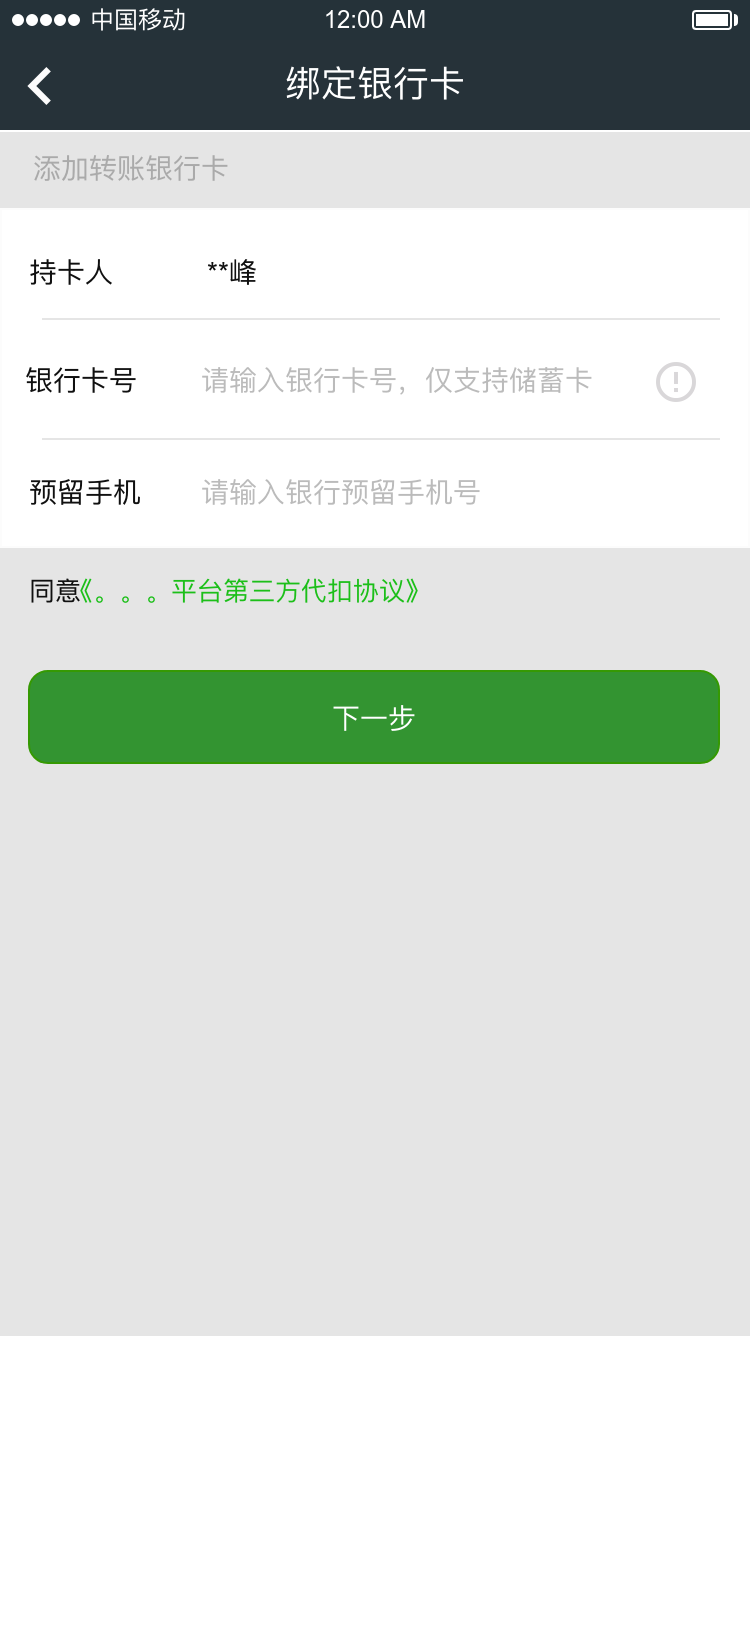 中国移动 12:00 AM
绑定银行卡
添加转账银行卡
持卡人 **峰
银行卡号 请输入银行卡号，仅支持储蓄卡
预留手机 请输入银行预留手机号
同意《。。。平台第三方代扣协议》
下一步